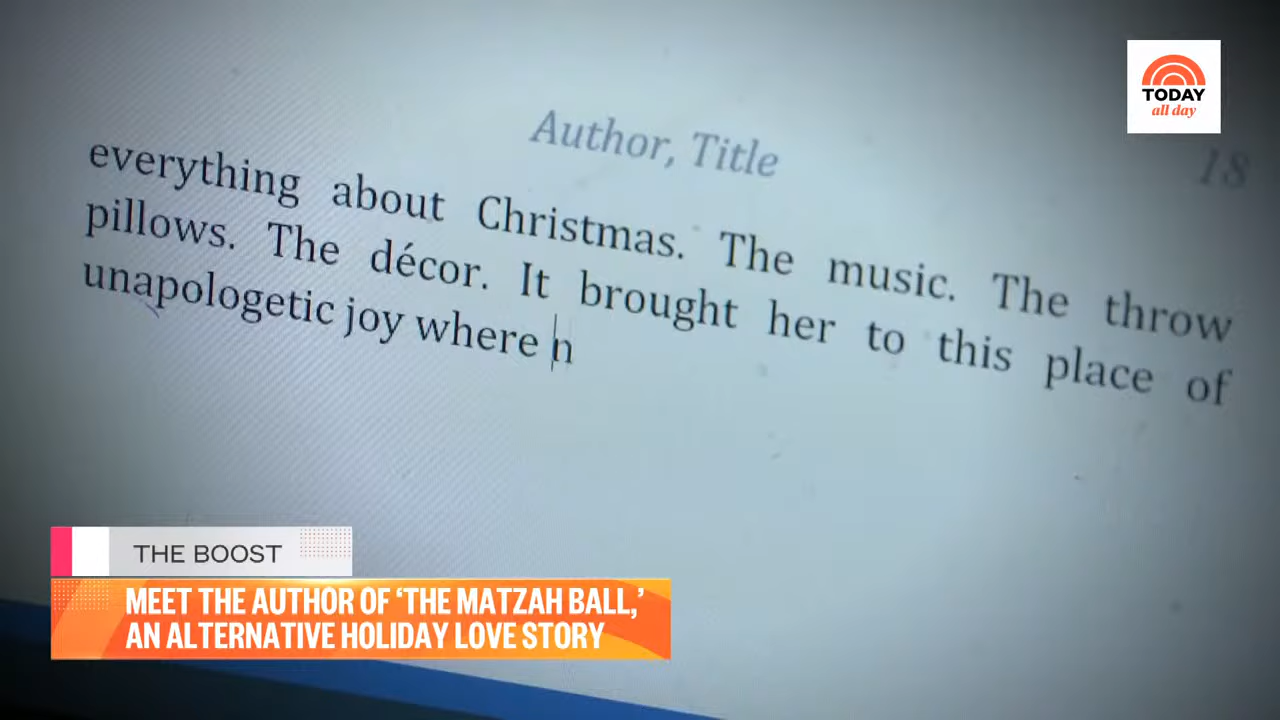 TODAY
all day
Author, Title
18
everything about Christmas. The music. The throw
pillows. The décor. It brought her to this place of
unapologetic joy where h
THE BOOST
MEET THE AUTHOR OF ‘THE MATZAH BALL,’
AN ALTERNATIVE HOLIDAY LOVE STORY